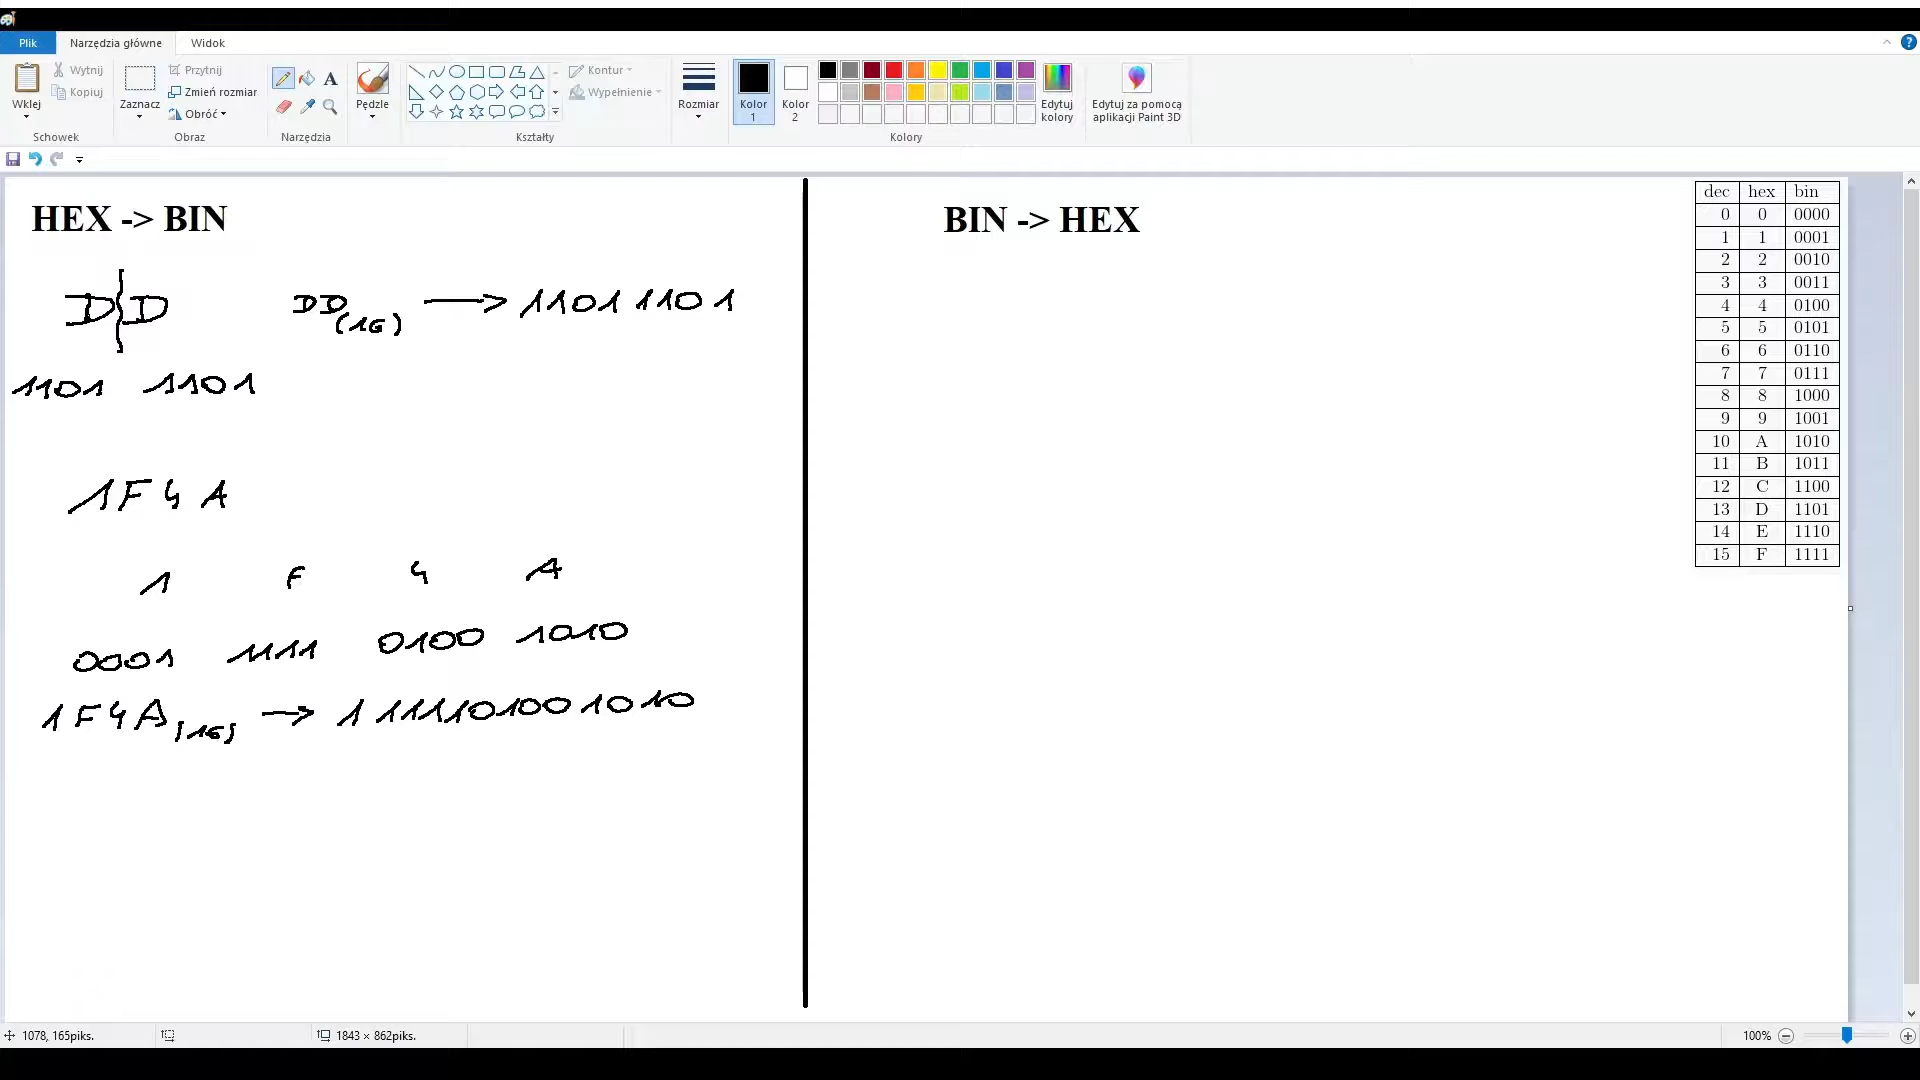 Plik Narzędzia główne Widok
Wklej
Wytnij
Kopiuj
Schowek
Zaznacz
Przytnij
Zmień rozmiar
Obróć
Obraz
A
Narzędzia
Pędzle
Kontur
Wypełnienie
Kształty
Rozmiar
Kolor 1
Kolor 2
Kolory
Edytuj kolory
Edytuj za pomocą aplikacji Paint 3D
HEX -> BIN
D D
DD(16) → 1101 1101
1101 1101
1F4A
1 F 4 A
0001 1111 0100 1010
1F4A(16) → 1111101001010
BIN -> HEX
dec hex bin
0 0 0000
1 1 0001
2 2 0010
3 3 0011
4 4 0100
5 5 0101
6 6 0110
7 7 0111
8 8 1000
9 9 1001
10 A 1010
11 B 1011
12 C 1100
13 D 1101
14 E 1110
15 F 1111
1078, 165piks.
1843 × 862piks.
100%